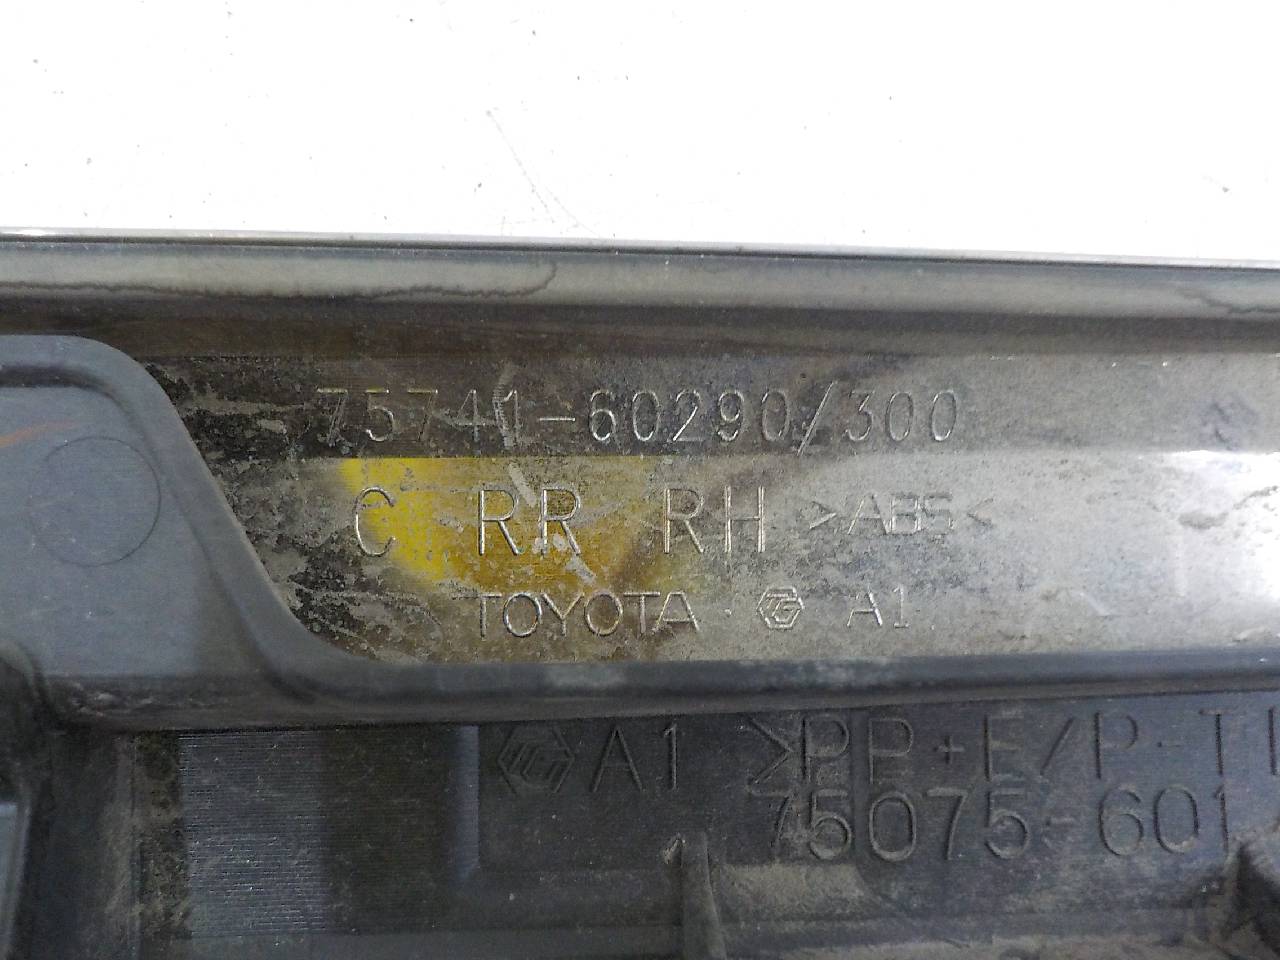 75741-60290/300
C RR RH >ABS<
TOYOTA A1
A1 >PP+E/P-T
75075-601